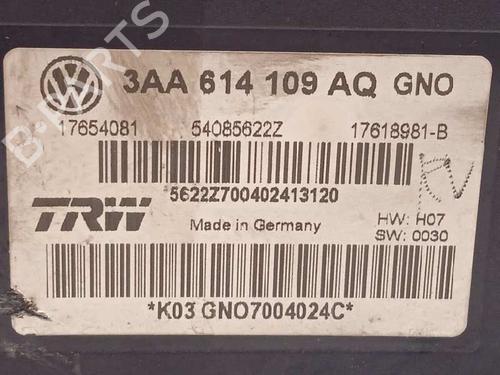 3AA 614 109 AQ GNO
17654081 54085622Z 17618981-B
5622Z700402413120
TRW Made in Germany HW: H07
SW: 0030
*K03 GNO7004024C*
RV
B-PARTS